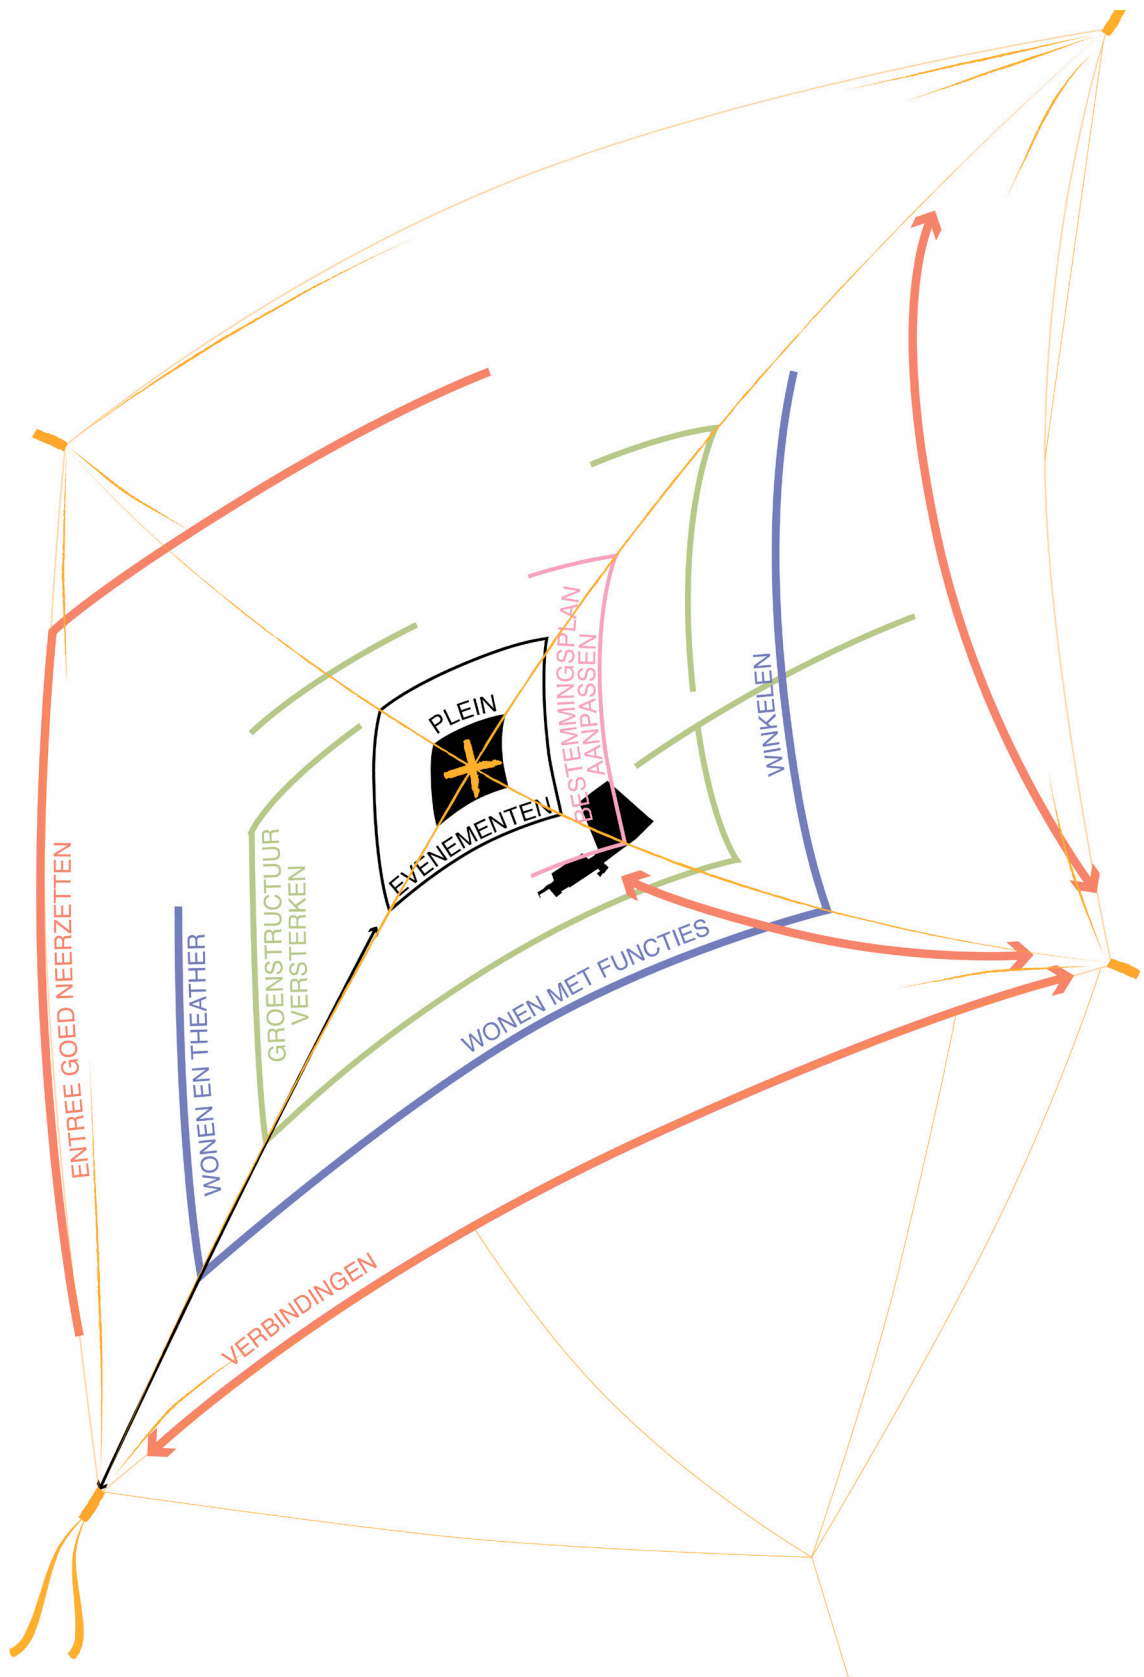 PLEIN
EVENEMENTEN
BESTEMMINGSPLAN
AANPASSEN
WINKELEN
ENTREE GOED NEERZETTEN
WONEN EN THEATHER
GROENSTRUCTUUR
VERSTERKEN
WONEN MET FUNCTIES
VERBINDINGEN